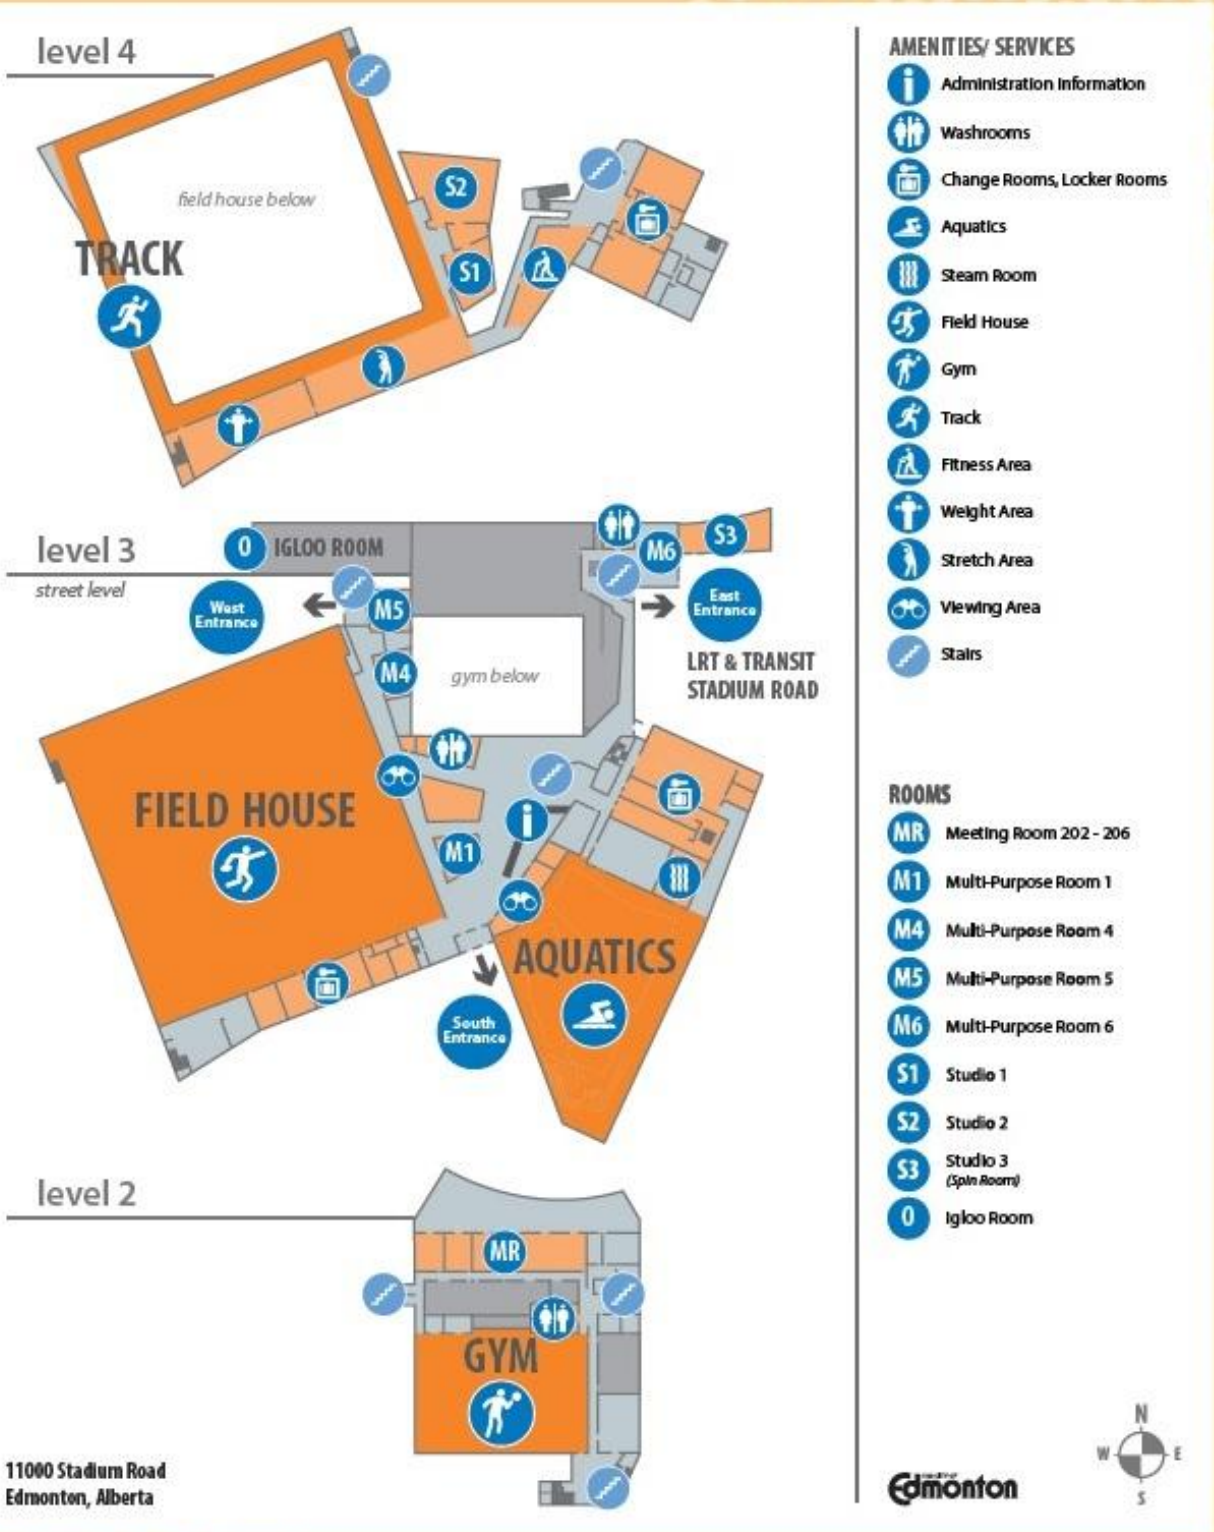 level 4
field house below
TRACK
S2
S1
level 3
street level
0
IGLOO ROOM
West
Entrance
M5
M4
gym below
M6
S3
East
Entrance
LRT & TRANSIT
STADIUM ROAD
FIELD HOUSE
M1
AQUATICS
South
Entrance
level 2
MR
GYM
11000 Stadium Road
Edmonton, Alberta
AMENITIES/ SERVICES
Administration Information
Washrooms
Change Rooms, Locker Rooms
Aquatics
Steam Room
Field House
Gym
Track
Fitness Area
Weight Area
Stretch Area
Viewing Area
Stairs
ROOMS
MR Meeting Room 202 - 206
M1 Multi-Purpose Room 1
M4 Multi-Purpose Room 4
M5 Multi-Purpose Room 5
M6 Multi-Purpose Room 6
S1 Studio 1
S2 Studio 2
S3 Studio 3
(Spin Room)
0 Igloo Room
Edmonton
N
W E
S